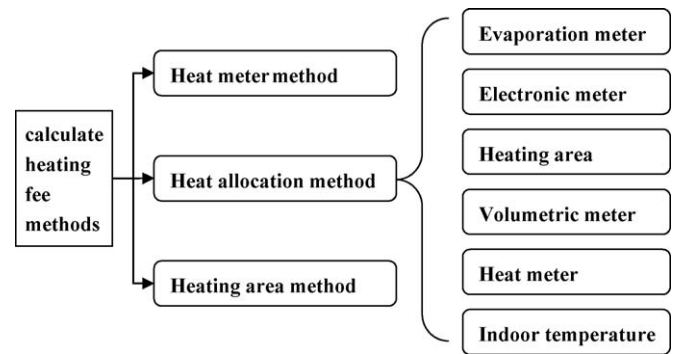 calculate
heating
fee
methods
Heat meter method
Heat allocation method
Heating area method
Evaporation meter
Electronic meter
Heating area
Volumetric meter
Heat meter
Indoor temperature